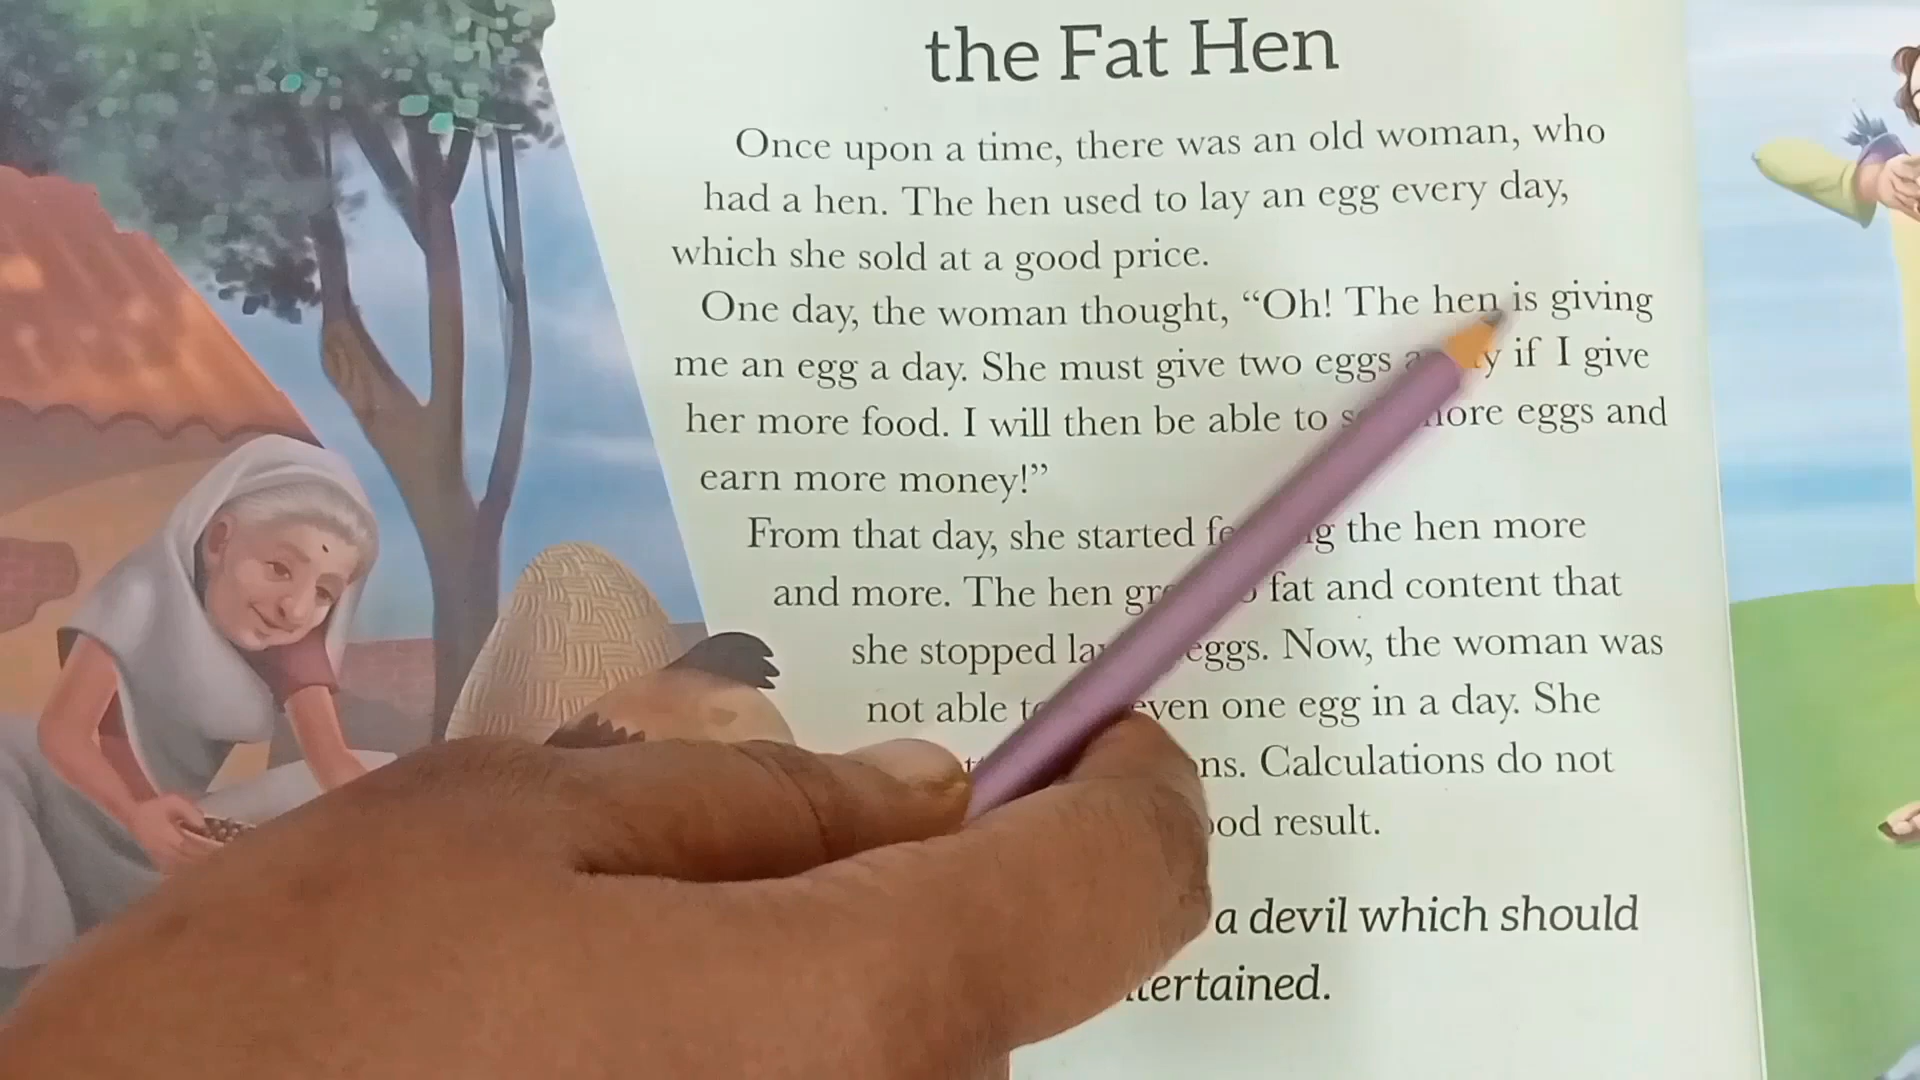 the Fat Hen
Once upon a time, there was an old woman, who
had a hen. The hen used to lay an egg every day,
which she sold at a good price.
One day, the woman thought, “Oh! The hen is giving
me an egg a day. She must give two eggs if I give
her more food. I will then be able to more eggs and
earn more money!”
From that day, she started the hen more
and more. The hen fat and content that
she stopped eggs. Now, the woman was
not able even one egg in a day. She
Calculations do not
result.
a devil which should